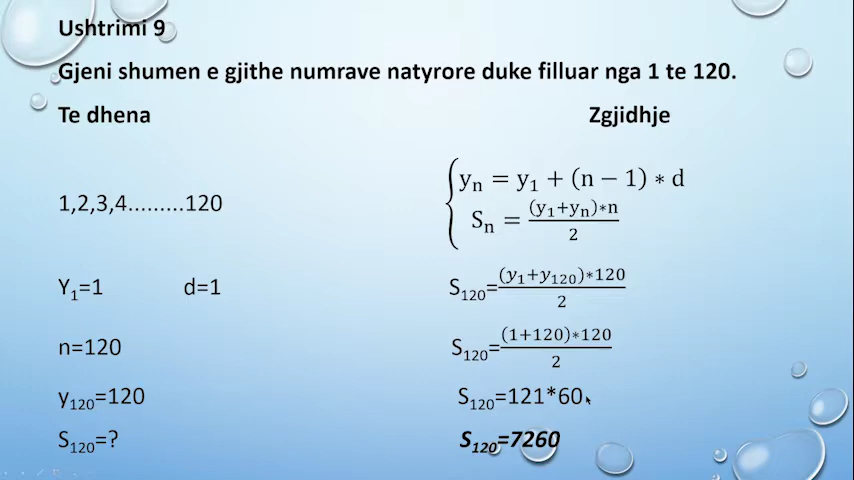 Ushtrimi 9
Gjeni shumen e gjithe numrave natyrore duke filluar nga 1 te 120.
Te dhena Zgjidhje
1,2,3,4.........120
yₙ = y₁ + (n − 1) ∗ d
Sₙ = (y₁+yₙ)∗n / 2
Y₁=1 d=1
S₁₂₀= (y₁+y₁₂₀)∗120 / 2
n=120
S₁₂₀= (1+120)∗120 / 2
y₁₂₀=120
S₁₂₀=121*60
S₁₂₀=?
S₁₂₀=7260